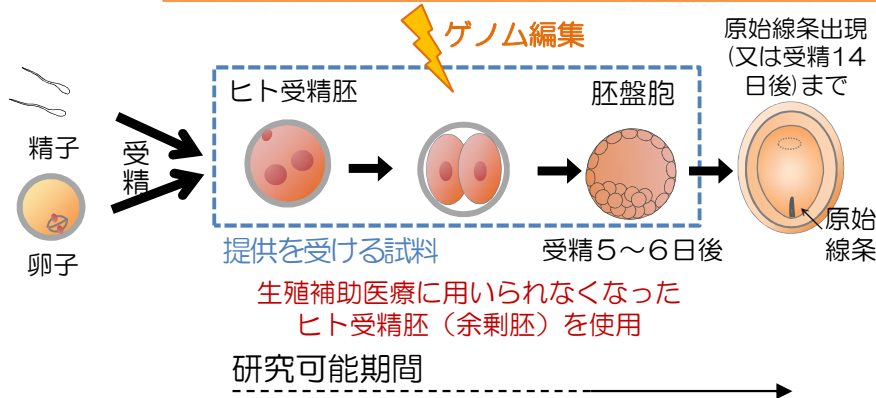 ゲノム編集
原始線条出現
(又は受精14
日後)まで
ヒト受精胚
胚盤胞
精子
受精
卵子
原始
線条
提供を受ける試料
受精5～6日後
生殖補助医療に用いられなくなった
ヒト受精胚（余剰胚）を使用
研究可能期間